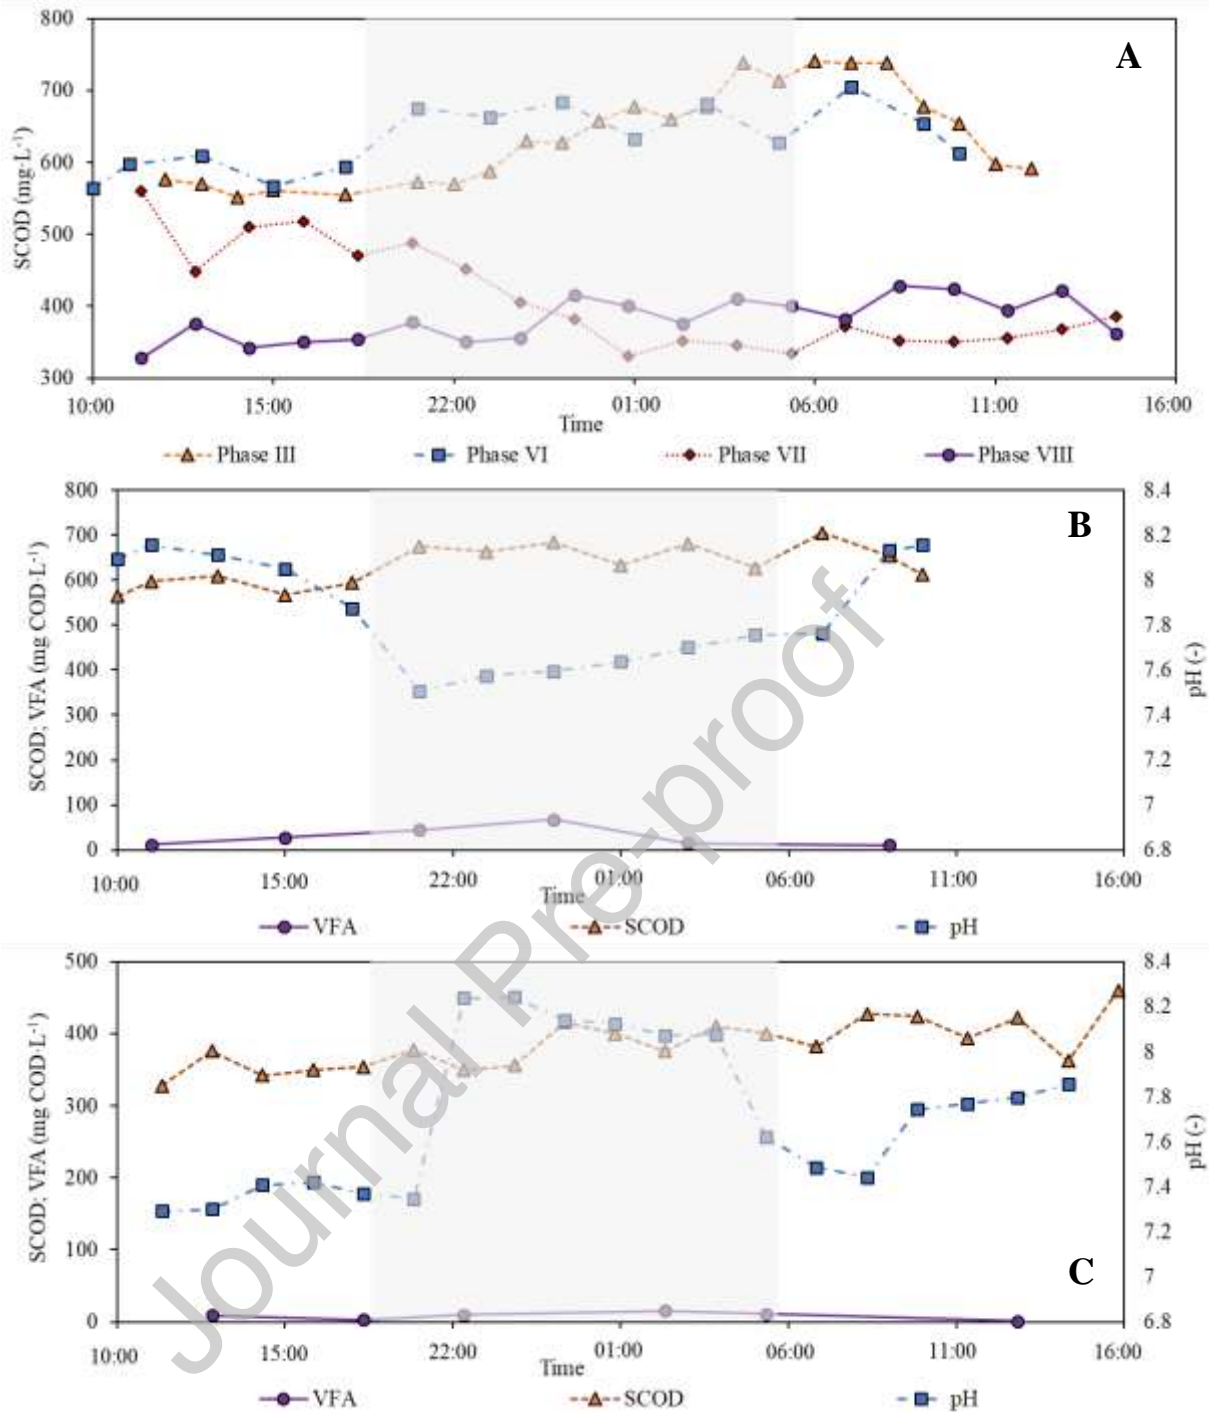 800
A
700
600
500
400
300
SCOD (mg·L⁻¹)
10:00 15:00 22:00 01:00 06:00 11:00 16:00
Time
Phase III Phase VI Phase VII Phase VIII
800 8.4
B
700 8.2
600 8
500 7.8
400 7.6
300 7.4
200 7.2
100 7
0 6.8
SCOD; VFA (mg COD·L⁻¹)
pH (-)
10:00 15:00 22:00 01:00 06:00 11:00 16:00
Time
VFA SCOD pH
500 8.4
8.2
400 8
300 7.8
7.6
200 7.4
7.2
100 7
C
0 6.8
SCOD; VFA (mg COD·L⁻¹)
pH (-)
10:00 15:00 22:00 01:00 06:00 11:00 16:00
Time
VFA SCOD pH
Journal Pre-proof